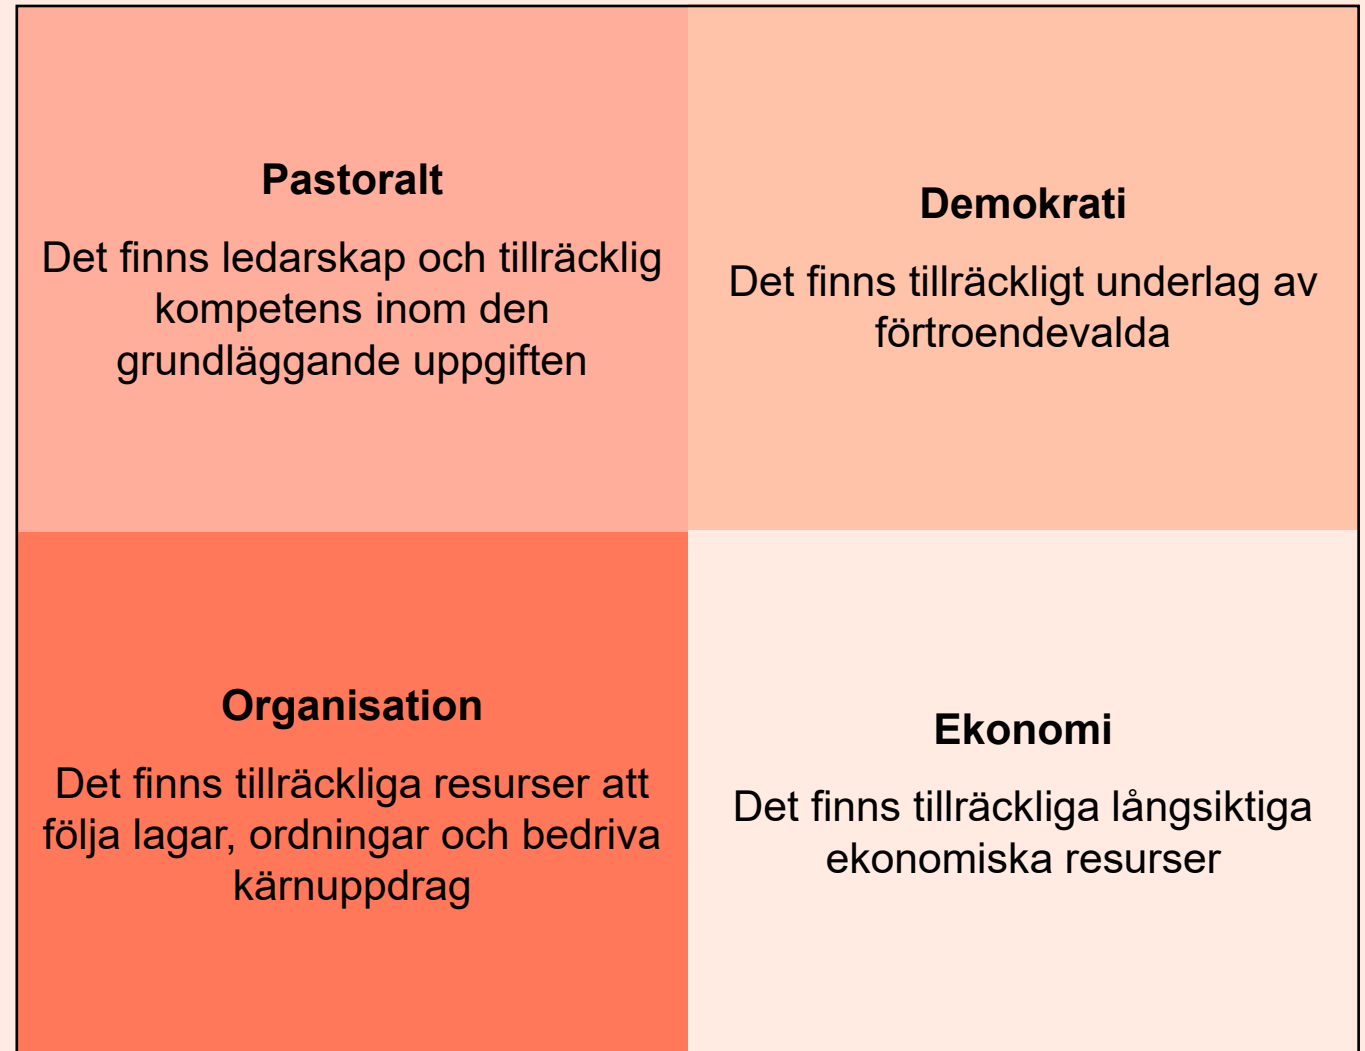 Pastoralt
Det finns ledarskap och tillräcklig
kompetens inom den
grundläggande uppgiften
Demokrati
Det finns tillräckligt underlag av
förtroendevalda
Organisation
Det finns tillräckliga resurser att
följa lagar, ordningar och bedriva
kärnuppdrag
Ekonomi
Det finns tillräckliga långsiktiga
ekonomiska resurser